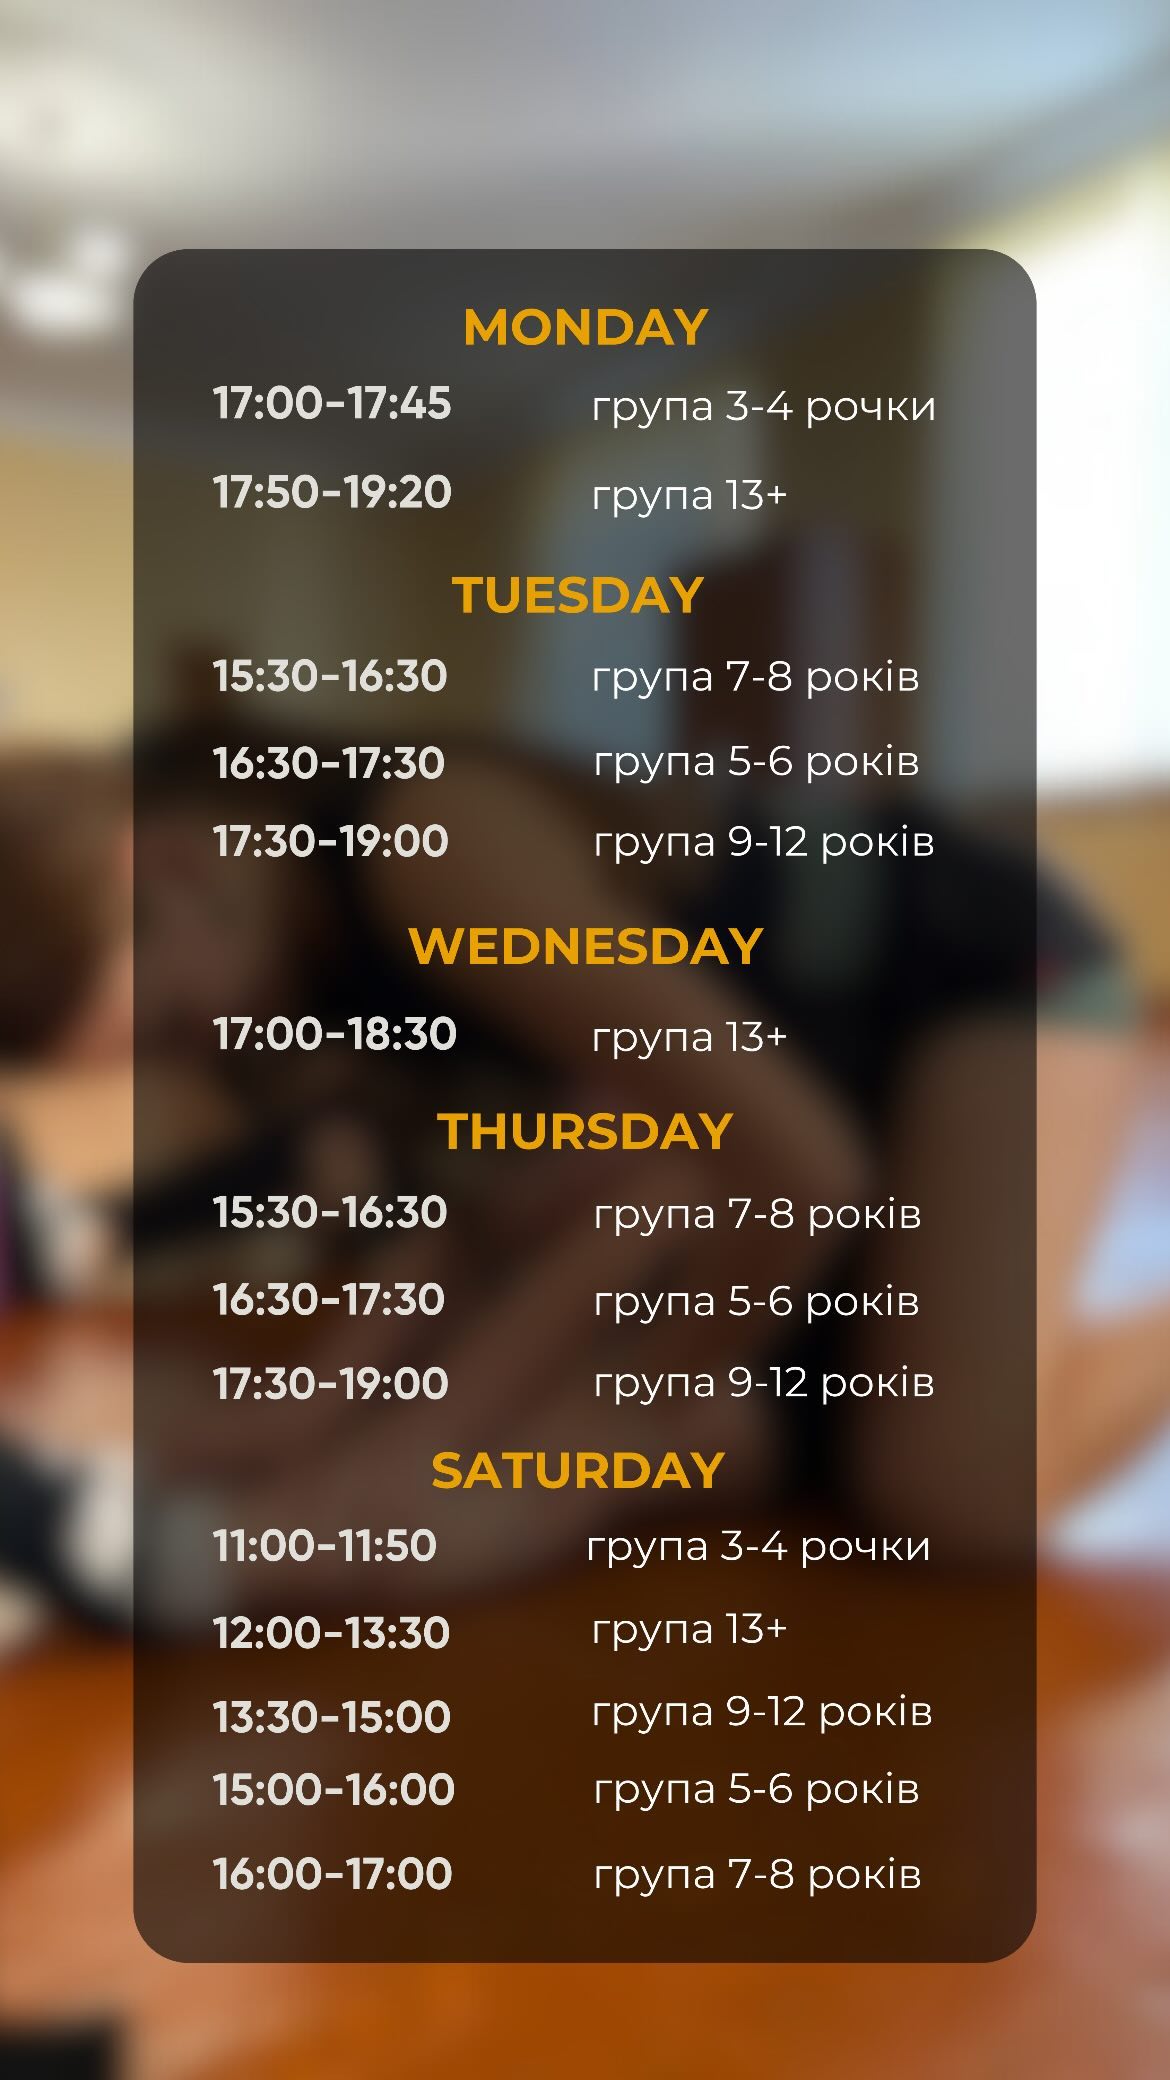 MONDAY
17:00-17:45 група 3-4 рочки
17:50-19:20 група 13+
TUESDAY
15:30-16:30 група 7-8 років
16:30-17:30 група 5-6 років
17:30-19:00 група 9-12 років
WEDNESDAY
17:00-18:30 група 13+
THURSDAY
15:30-16:30 група 7-8 років
16:30-17:30 група 5-6 років
17:30-19:00 група 9-12 років
SATURDAY
11:00-11:50 група 3-4 рочки
12:00-13:30 група 13+
13:30-15:00 група 9-12 років
15:00-16:00 група 5-6 років
16:00-17:00 група 7-8 років